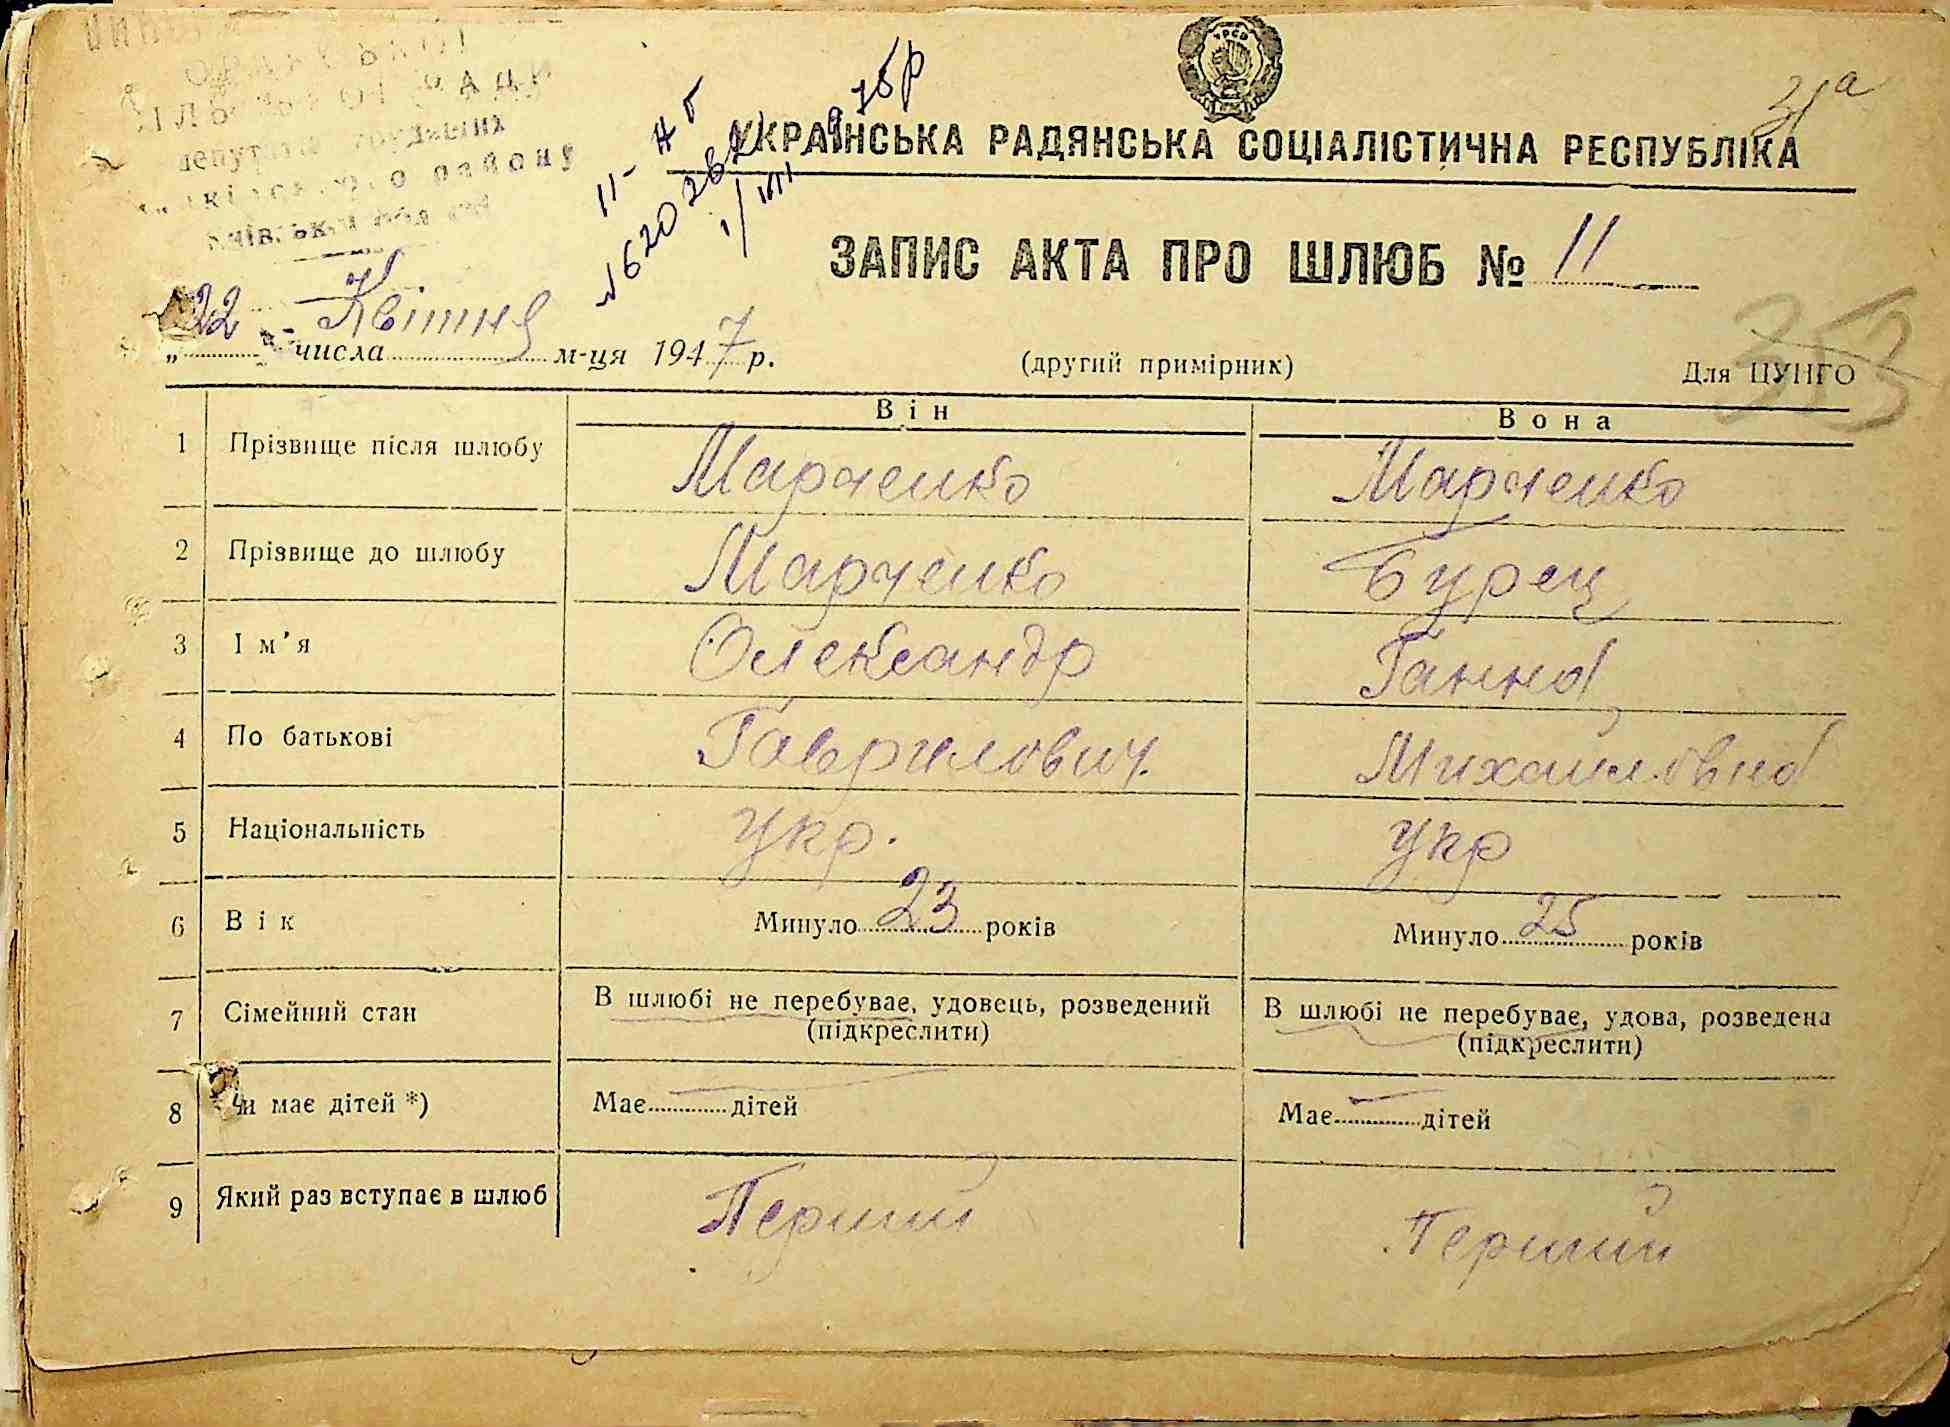 31а
II-НБ
УКРАЇНСЬКА РАДЯНСЬКА СОЦІАЛІСТИЧНА РЕСПУБЛІКА
ЗАПИС АКТА ПРО ШЛЮБ № 11
„22" числа Квітня м-ця 1947 р.
(другий примірник)
Для ЦУНГО
353
Він Вона
1 Прізвище після шлюбу Марченко Марченко
2 Прізвище до шлюбу Марченко Бурец
3 Ім'я Олександр Ганна
4 По батькові Гаврилович. Михайловна
5 Національність Укр. Укр
6 Вік Минуло 23 років Минуло 25 років
7 Сімейний стан В шлюбі не перебуває, удовець, розведений В шлюбі не перебуває, удова, розведена
(підкреслити) (підкреслити)
8 Чи має дітей *) Має — дітей Має — дітей
9 Який раз вступає в шлюб Перший Перший